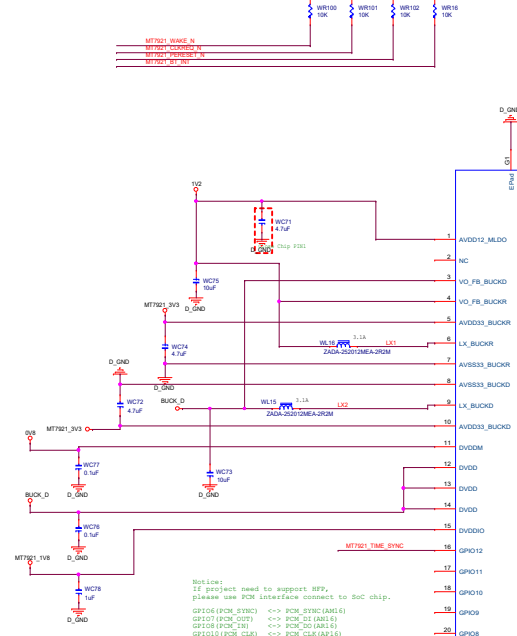 WR100 WR101 WR102 WR16
10K 10K 10K 10K
MT7921_WAKE_N
MT7921_CLKREQ_N
MT7921_PERESET_N
MT7921_BT_INT
D_GND
G1
EPad
1V2
WC71
4.7uF
D_GND Chip PIN1
1 AVDD12_MLDO
2 NC
WC75
10uF
D_GND
3 VO_FB_BUCKD
4 VO_FB_BUCKR
MT7921_3V3
5 AVDD33_BUCKR
WL16 3.1A LX1 6 LX_BUCKR
ZADA-252012MEA-2R2M
WC74
4.7uF
7 AVSS33_BUCKR
D_GND
D_GND
8 AVSS33_BUCKD
WC72
4.7uF
BUCK_D WL15 3.1A LX2 9 LX_BUCKD
ZADA-252012MEA-2R2M
MT7921_3V3 10 AVDD33_BUCKD
0V8
11 DVDDM
WC77
0.1uF
D_GND
WC73
10uF
D_GND
12 DVDD
13 DVDD
BUCK_D
14 DVDD
WC76
0.1uF
D_GND
15 DVDDIO
MT7921_TIME_SYNC 16 GPIO12
MT7921_1V8
17 GPIO11
WC78
1uF
D_GND
18 GPIO10
19 GPIO9
20 GPIO8
Notice:
If project need to support HFP,
please use PCM interface connect to SoC chip.
GPIO6(PCM_SYNC) <-> PCM_SYNC(AM16)
GPIO7(PCM_OUT) <-> PCM_DI(AN16)
GPIO8(PCM_IN) <-> PCM_DO(AR16)
GPIO10(PCM_CLK) <-> PCM_CLK(AP16)